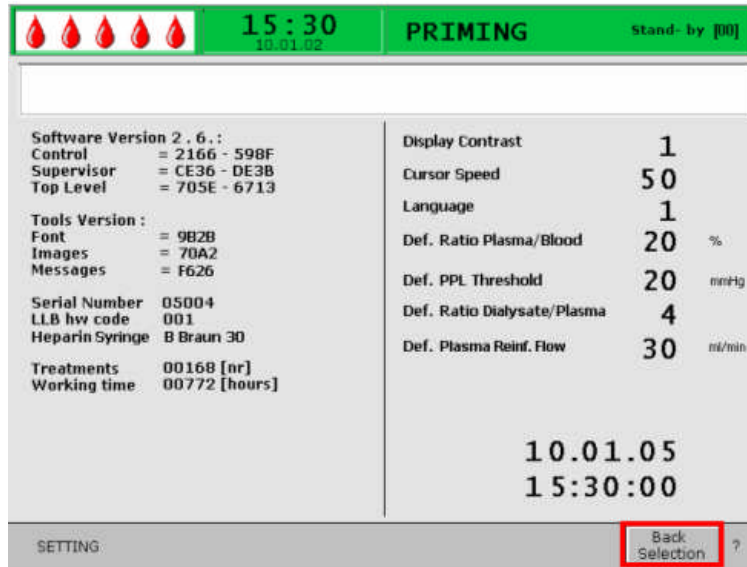 15:30
10.01.02
PRIMING
Stand- by [00]
Software Version 2 . 6 . :
Control = 2166 - 598F
Supervisor = CE36 - DE3B
Top Level = 705E - 6713
Tools Version :
Font = 9B2B
Images = 70A2
Messages = F626
Serial Number 05004
LLB hw code 001
Heparin Syringe B Braun 30
Treatments 00168 [nr]
Working time 00772 [hours]
Display Contrast 1
Cursor Speed 50
Language 1
Def. Ratio Plasma/Blood 20 %
Def. PPL Threshold 20 mmHg
Def. Ratio Dialysate/Plasma 4
Def. Plasma Reinf. Flow 30 ml/min
10.01.05
15:30:00
SETTING
Back
Selection
?